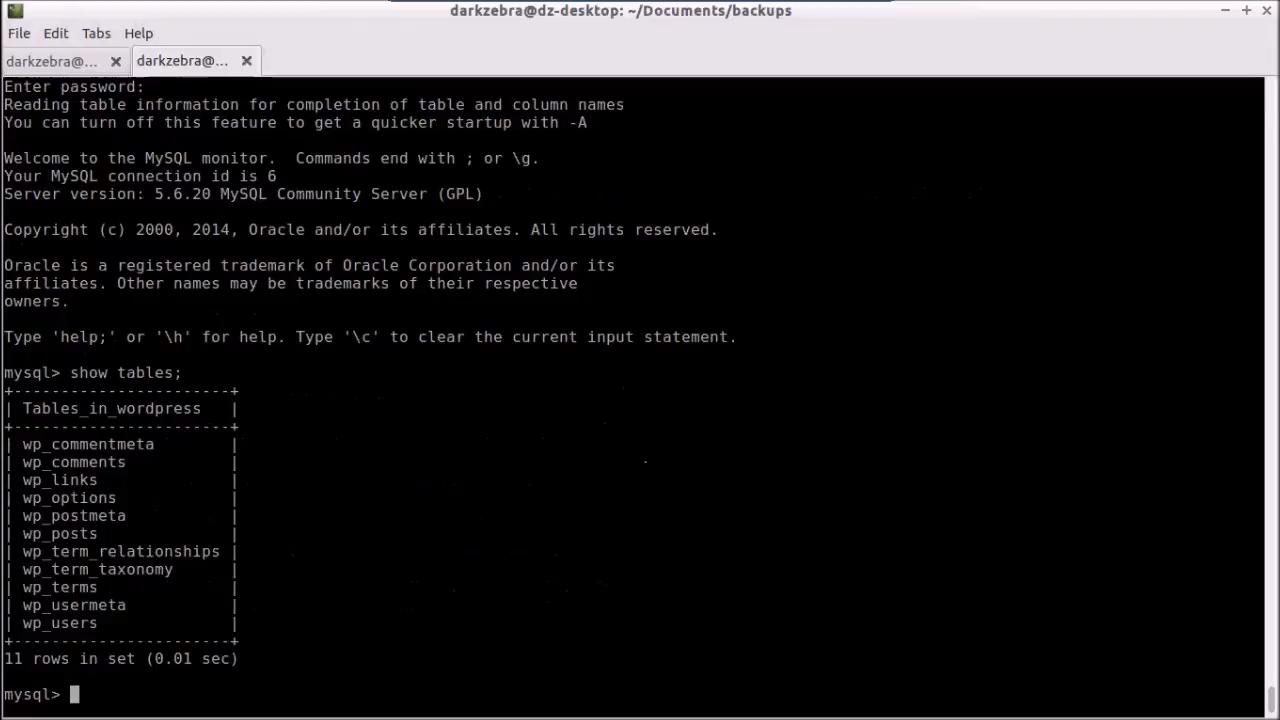 darkzebra@dz-desktop: ~/Documents/backups
File Edit Tabs Help
darkzebra@... darkzebra@...
Enter password:
Reading table information for completion of table and column names
You can turn off this feature to get a quicker startup with -A
Welcome to the MySQL monitor.  Commands end with ; or \g.
Your MySQL connection id is 6
Server version: 5.6.20 MySQL Community Server (GPL)
Copyright (c) 2000, 2014, Oracle and/or its affiliates. All rights reserved.
Oracle is a registered trademark of Oracle Corporation and/or its
affiliates. Other names may be trademarks of their respective
owners.
Type 'help;' or '\h' for help. Type '\c' to clear the current input statement.
mysql> show tables;
+-----------------------+
| Tables_in_wordpress   |
+-----------------------+
| wp_commentmeta        |
| wp_comments           |
| wp_links              |
| wp_options            |
| wp_postmeta           |
| wp_posts              |
| wp_term_relationships |
| wp_term_taxonomy      |
| wp_terms              |
| wp_usermeta           |
| wp_users              |
+-----------------------+
11 rows in set (0.01 sec)
mysql>